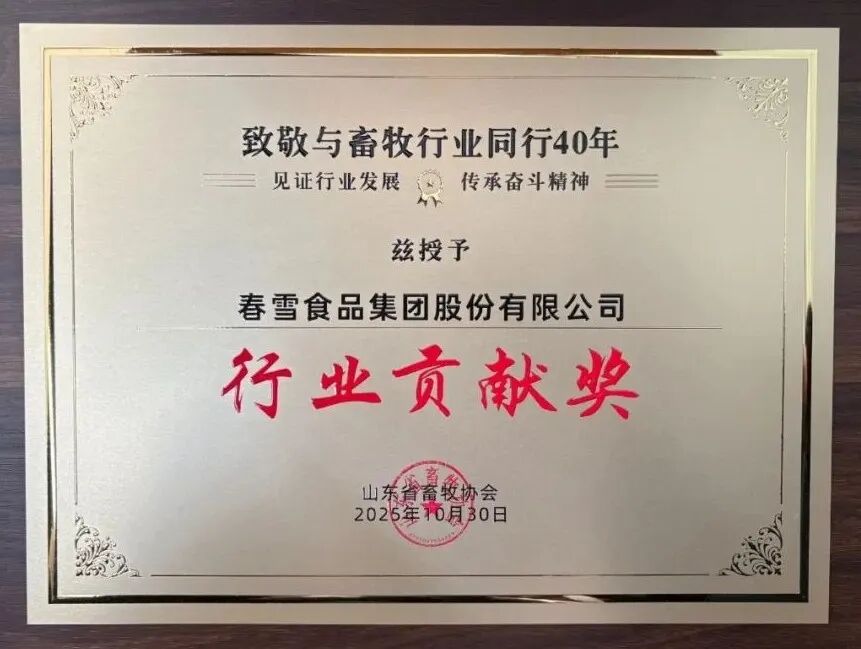 致敬与畜牧行业同行40年
见证行业发展 传承奋斗精神
兹授予
春雪食品集团股份有限公司
行业贡献奖
山东省畜牧协会
2025年10月30日